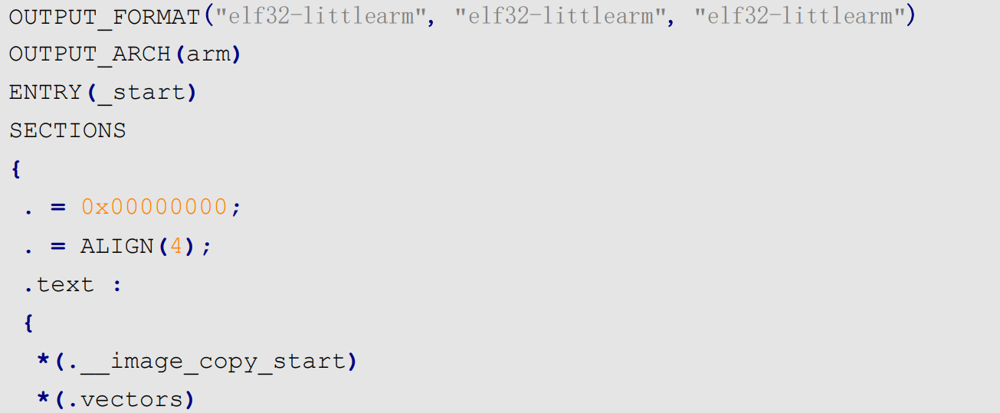 OUTPUT_FORMAT("elf32-littlearm", "elf32-littlearm", "elf32-littlearm")
OUTPUT_ARCH(arm)
ENTRY(_start)
SECTIONS
{
. = 0x00000000;
. = ALIGN(4);
.text :
{
*(.__image_copy_start)
*(.vectors)